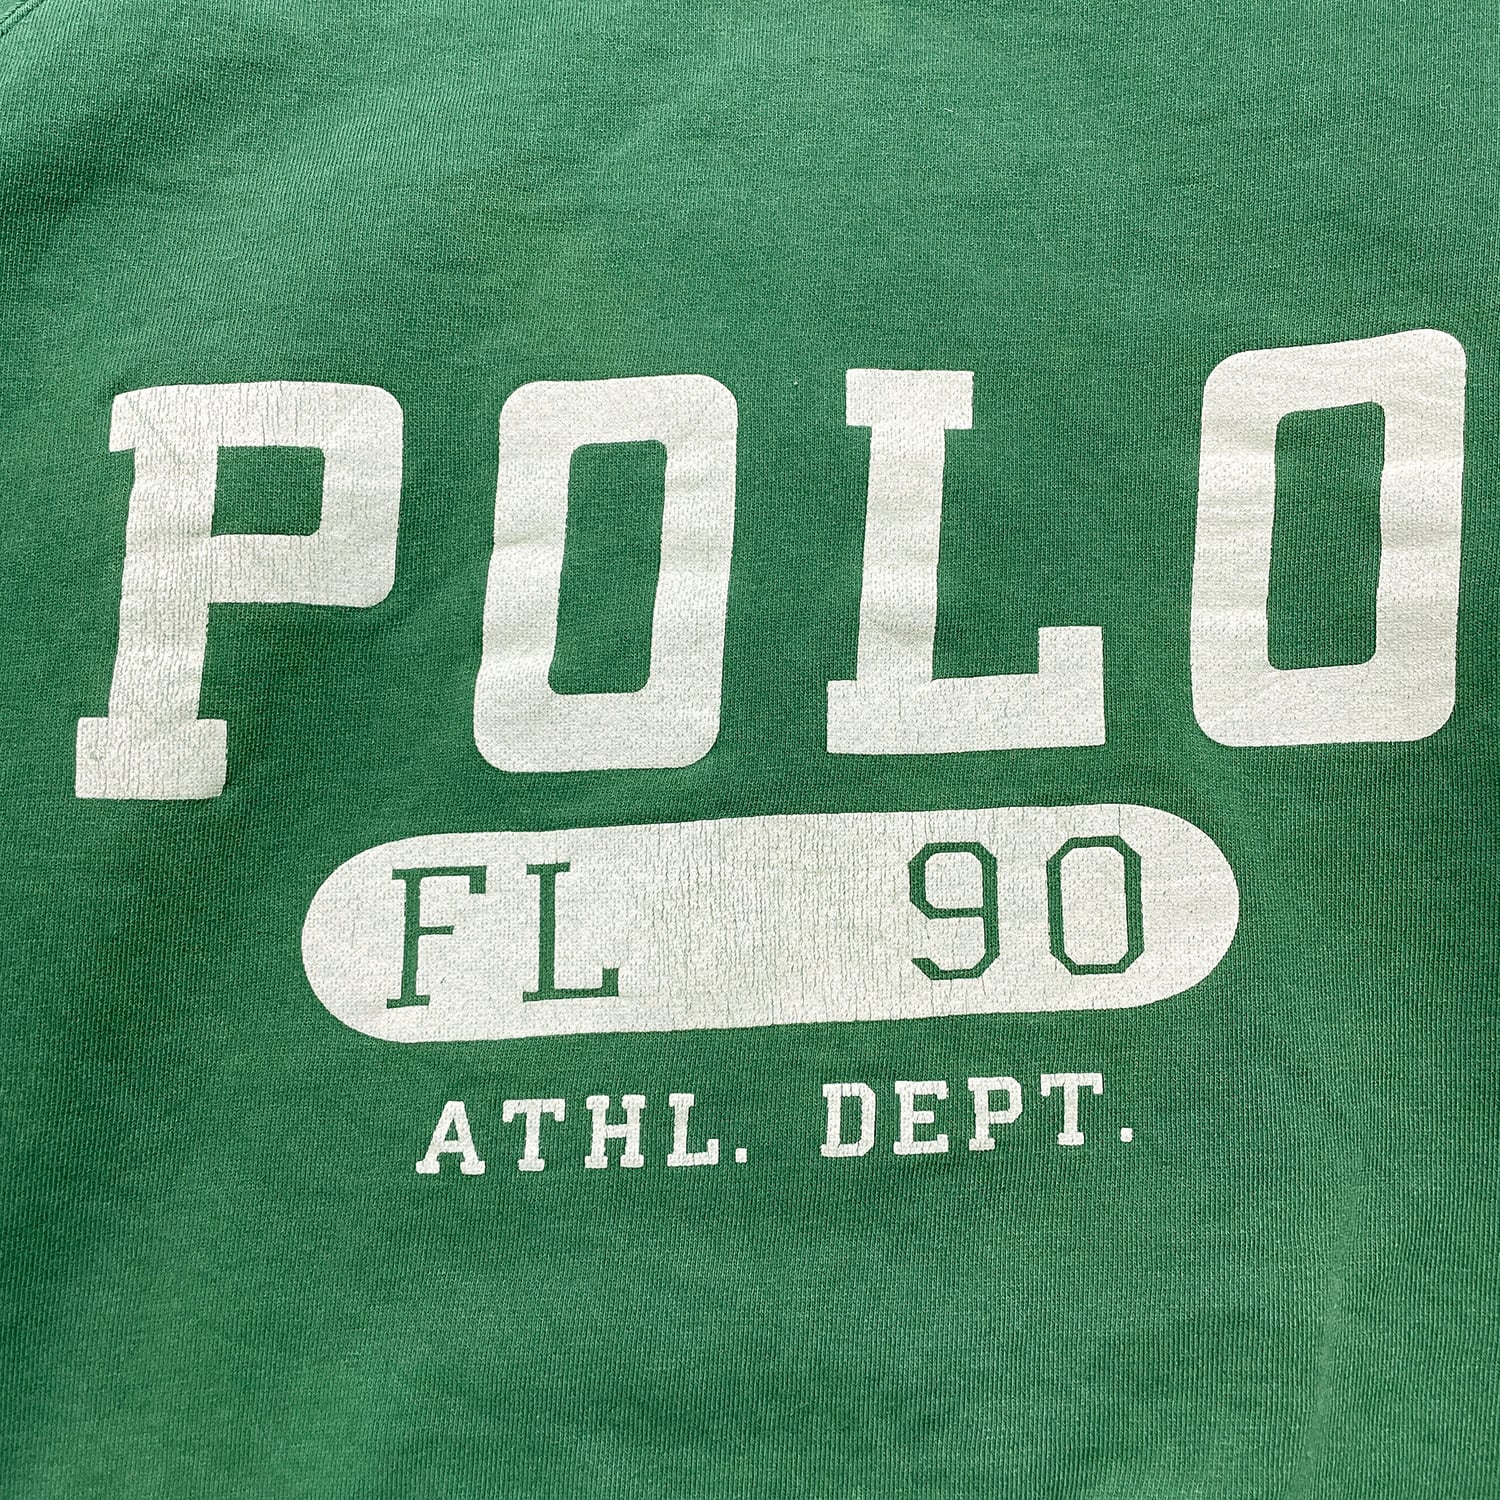 POLO
FL 90
ATHL. DEPT.